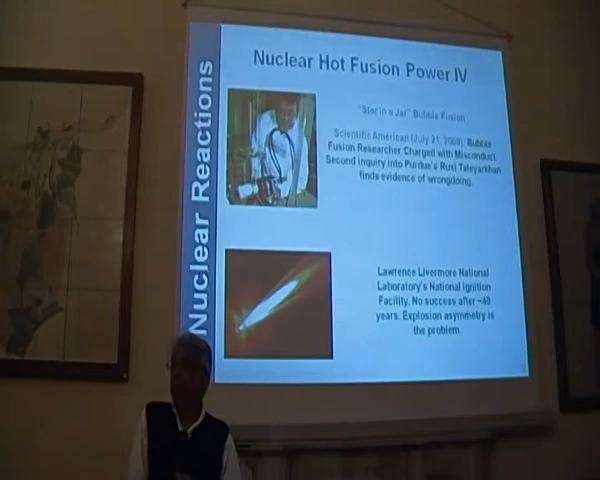 Nuclear Reactions
Nuclear Hot Fusion Power IV
"Star in a Jar" Bubble Fusion
Scientific American (July 21, 2008): Bubble
Fusion Researcher Charged with Misconduct.
Second inquiry into Purdue's Rusi Taleyarkhan
finds evidence of wrongdoing.
Lawrence Livermore National
Laboratory's National Ignition
Facility. No success after ~40
years. Explosion asymmetry is
the problem.